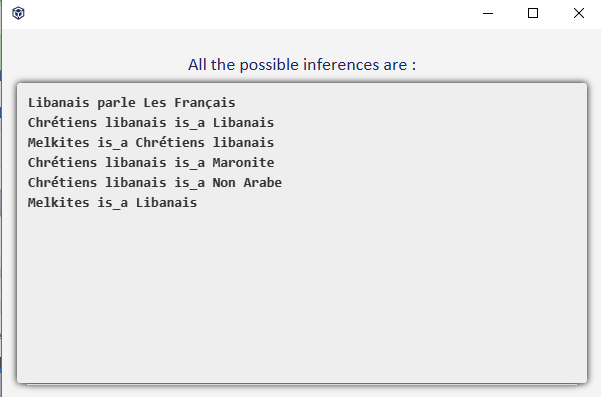 All the possible inferences are :
Libanais parle Les Français
Chrétiens libanais is_a Libanais
Melkites is_a Chrétiens libanais
Chrétiens libanais is_a Maronite
Chrétiens libanais is_a Non Arabe
Melkites is_a Libanais